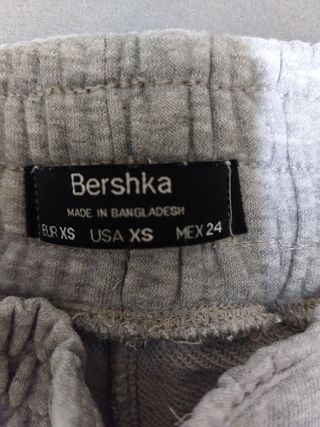 Bershka
MADE IN BANGLADESH
EUR XS USA XS MEX 24